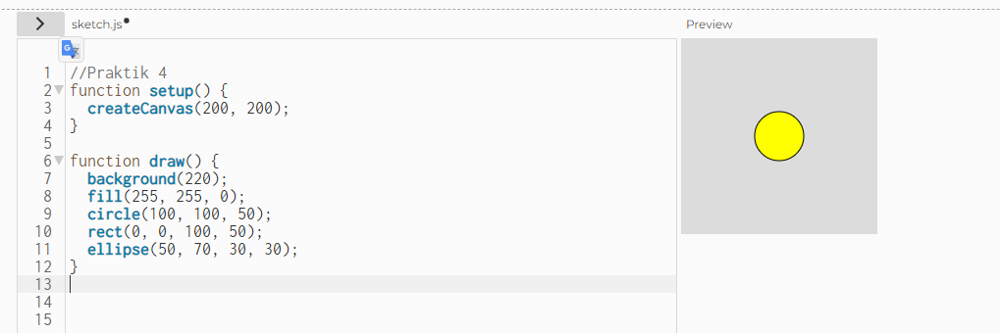 sketch.js
Preview
1 //Praktik 4
2 function setup() {
3 createCanvas(200, 200);
4 }
5
6 function draw() {
7 background(220);
8 fill(255, 255, 0);
9 circle(100, 100, 50);
10 rect(0, 0, 100, 50);
11 ellipse(50, 70, 30, 30);
12 }
13
14
15